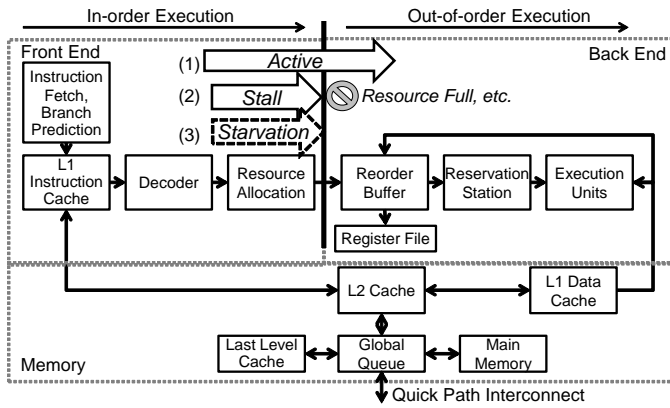 In-order Execution
Out-of-order Execution
Front End
Back End
Instruction
Fetch,
Branch
Prediction
(1)
Active
(2)
Stall
Resource Full, etc.
(3)
Starvation
L1
Instruction
Cache
Decoder
Resource
Allocation
Reorder
Buffer
Reservation
Station
Execution
Units
Register File
L2 Cache
L1 Data
Cache
Last Level
Cache
Global
Queue
Main
Memory
Memory
Quick Path Interconnect